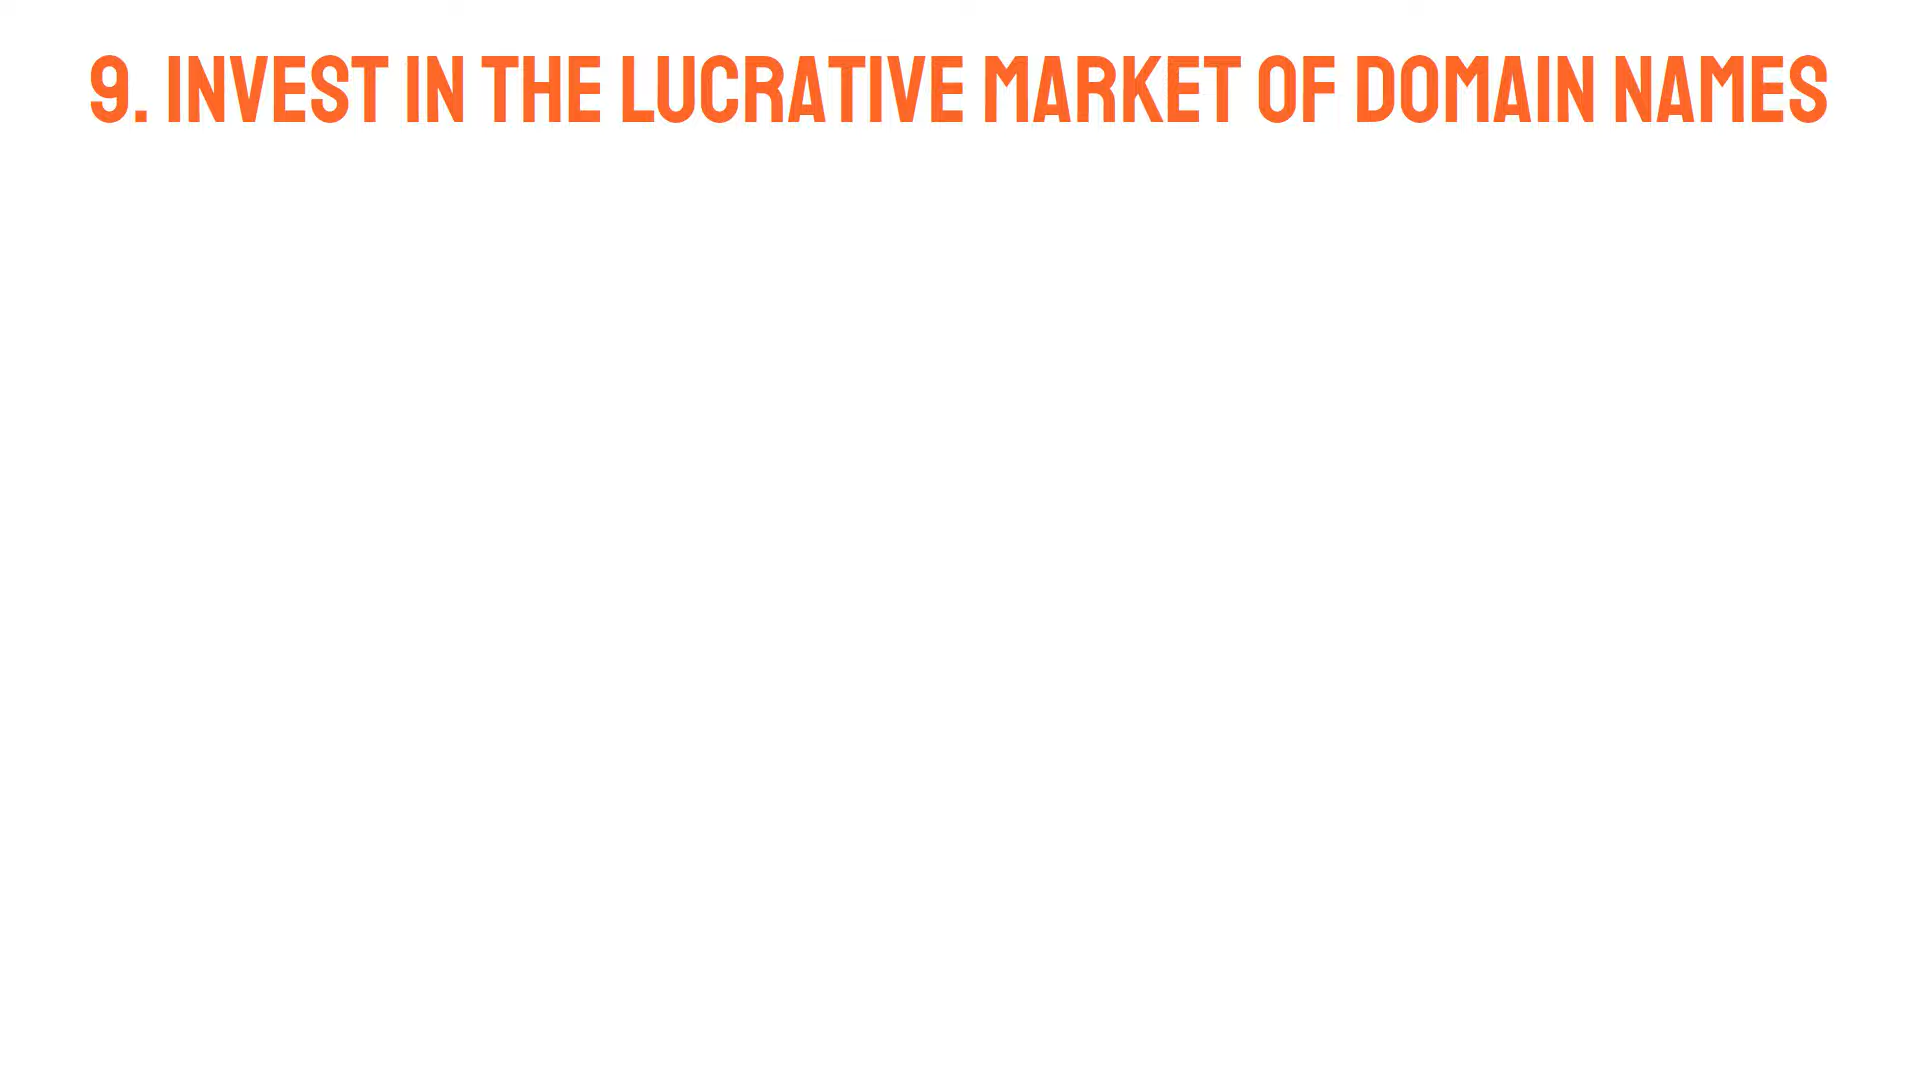 9. INVEST IN THE LUCRATIVE MARKET OF DOMAIN NAMES